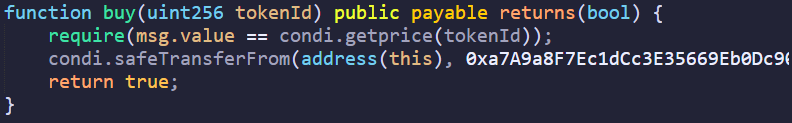 function buy(uint256 tokenId) public payable returns(bool) {
require(msg.value == condi.getprice(tokenId));
condi.safeTransferFrom(address(this), 0xa7A9a8F7Ec1dCc3E35669Eb0Dc9
return true;
}